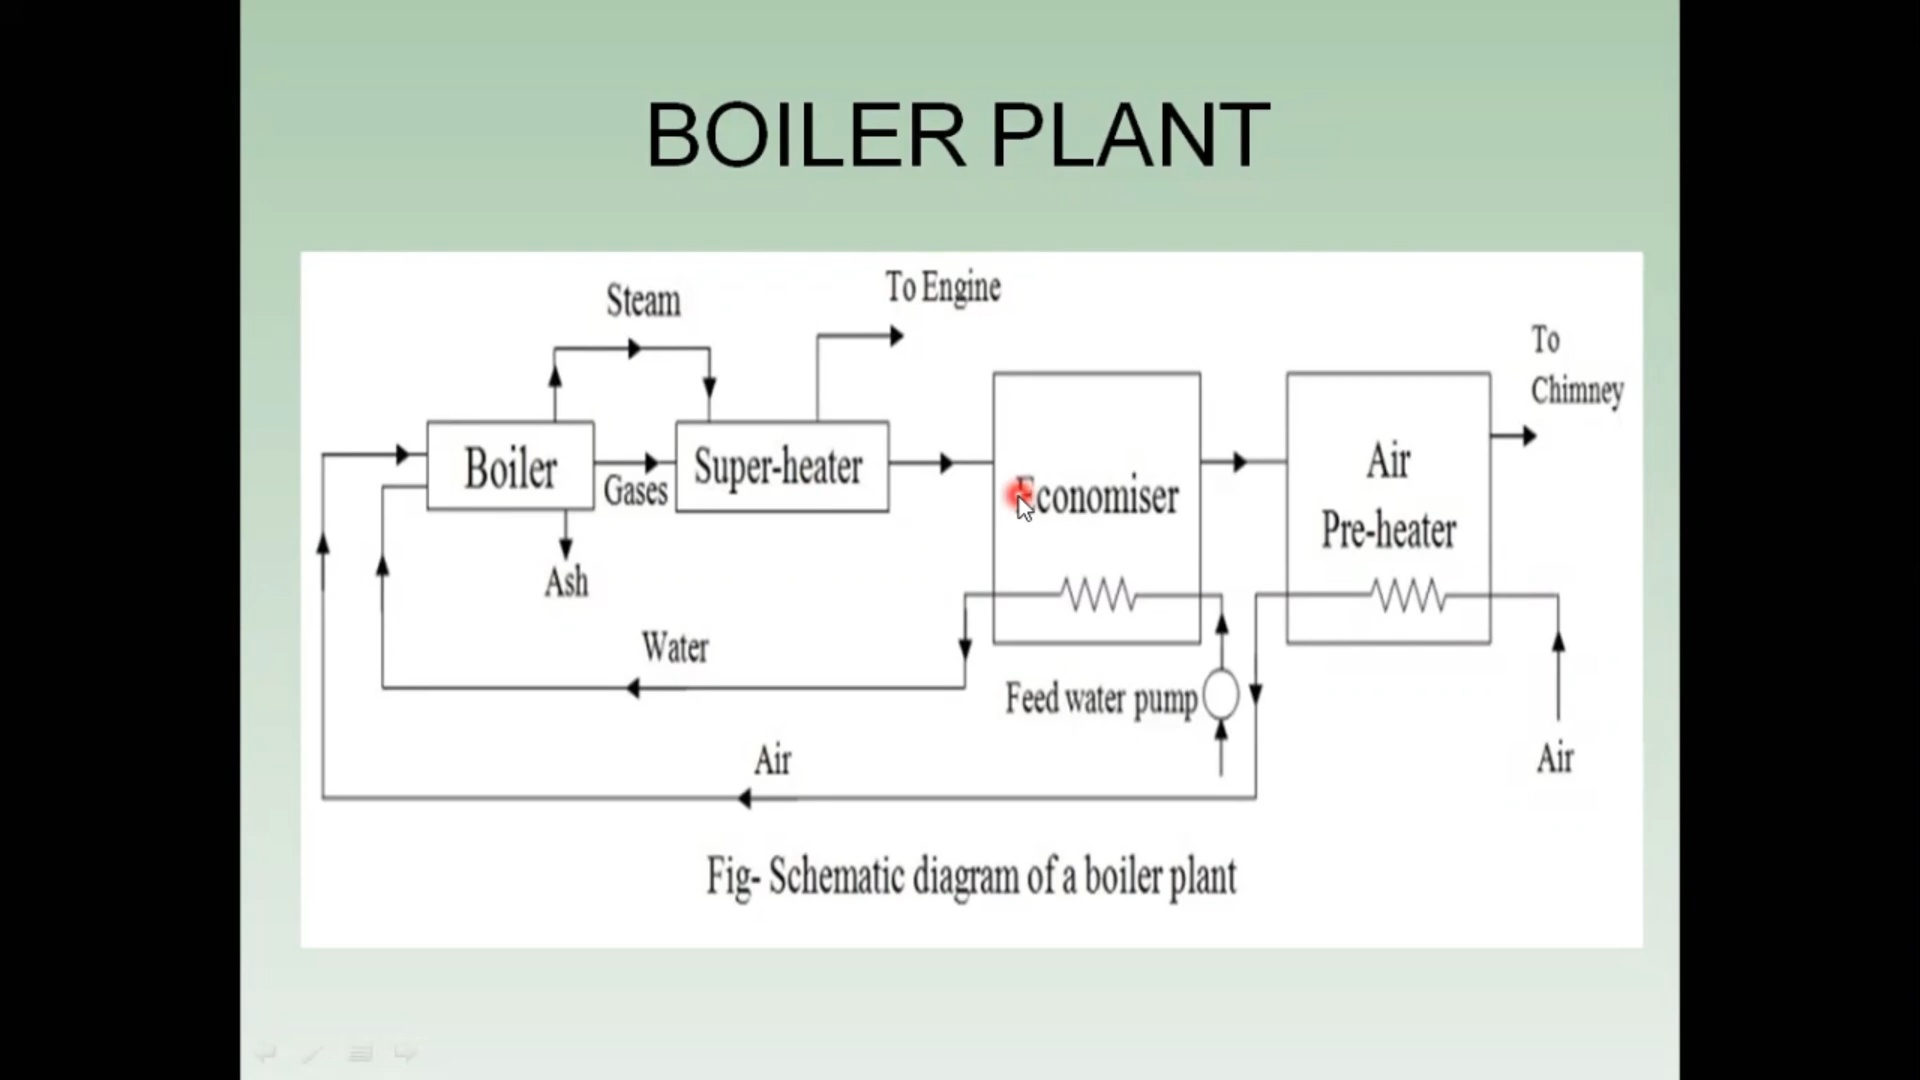 BOILER PLANT
Steam
To Engine
To
Chimney
Boiler
Gases
Super-heater
Economiser
Air
Pre-heater
Ash
Water
Feed water pump
Air
Air
Fig- Schematic diagram of a boiler plant